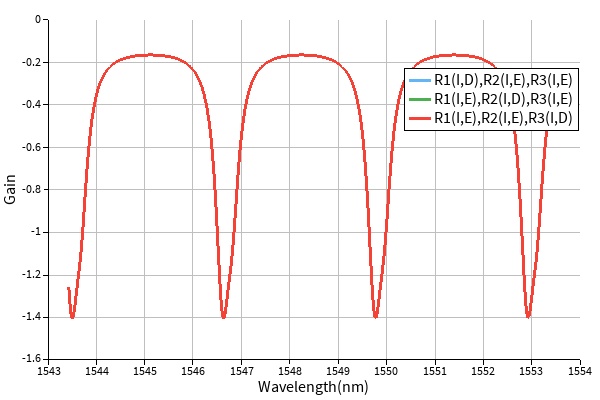 0
-0.2
-0.4
-0.6
-0.8
-1
-1.2
-1.4
-1.6
Gain
R1(I,D),R2(I,E),R3(I,E)
R1(I,E),R2(I,D),R3(I,E)
R1(I,E),R2(I,E),R3(I,D)
1543 1544 1545 1546 1547 1548 1549 1550 1551 1552 1553 1554
Wavelength(nm)